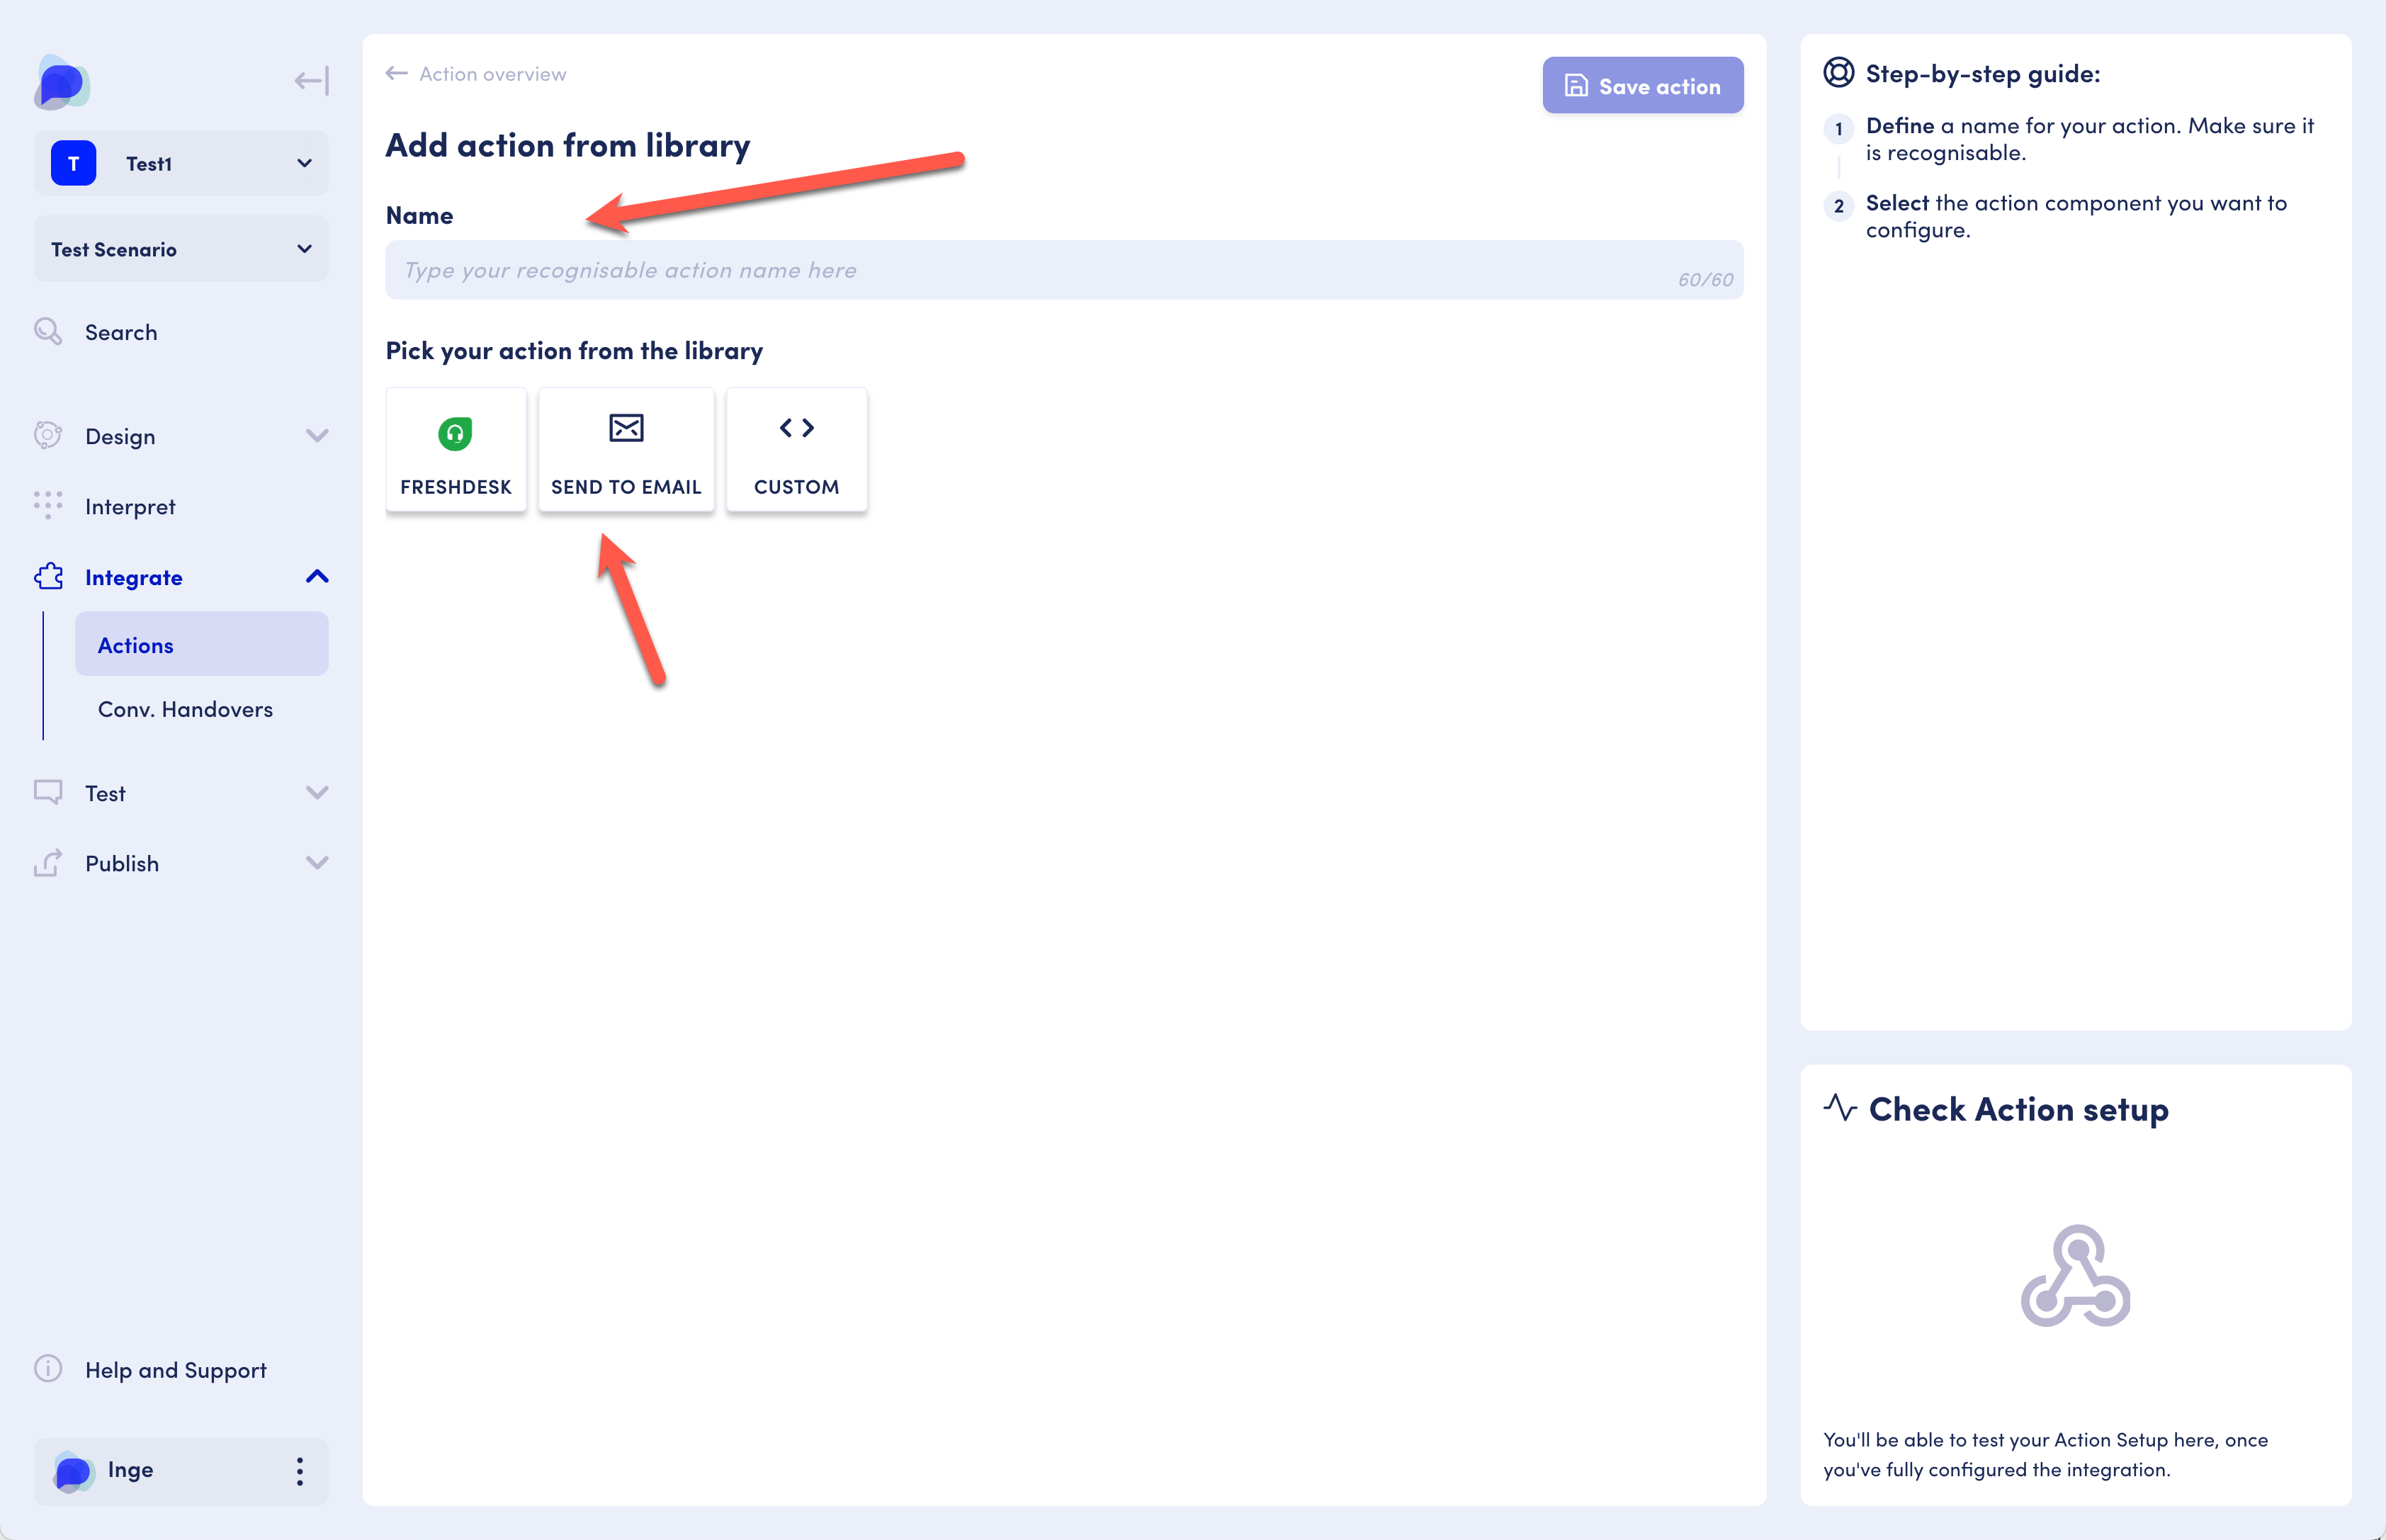 T
Test1
Test Scenario
Search
Design
Interpret
Integrate
Actions
Conv. Handovers
Test
Publish
Help and Support
Inge
Action overview
Save action
Add action from library
Name
Type your recognisable action name here
60/60
Pick your action from the library
FRESHDESK
SEND TO EMAIL
CUSTOM
Step-by-step guide:
1 Define a name for your action. Make sure it
is recognisable.
2 Select the action component you want to
configure.
Check Action setup
You'll be able to test your Action Setup here, once
you've fully configured the integration.